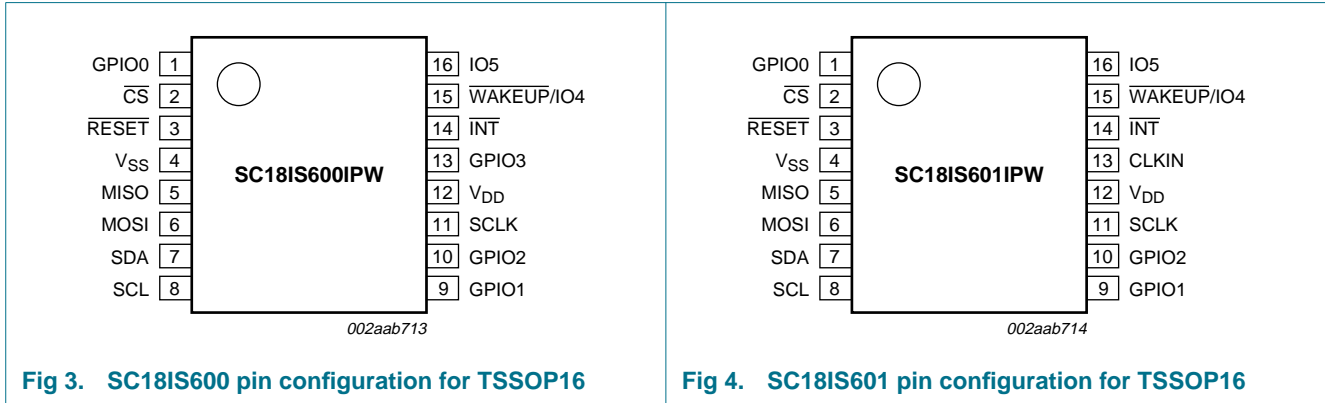 GPIO0 1
CS 2
RESET 3
VSS 4
MISO 5
MOSI 6
SDA 7
SCL 8
SC18IS600IPW
16 IO5
15 WAKEUP/IO4
14 INT
13 GPIO3
12 VDD
11 SCLK
10 GPIO2
9 GPIO1
002aab713
Fig 3. SC18IS600 pin configuration for TSSOP16
GPIO0 1
CS 2
RESET 3
VSS 4
MISO 5
MOSI 6
SDA 7
SCL 8
SC18IS601IPW
16 IO5
15 WAKEUP/IO4
14 INT
13 CLKIN
12 VDD
11 SCLK
10 GPIO2
9 GPIO1
002aab714
Fig 4. SC18IS601 pin configuration for TSSOP16